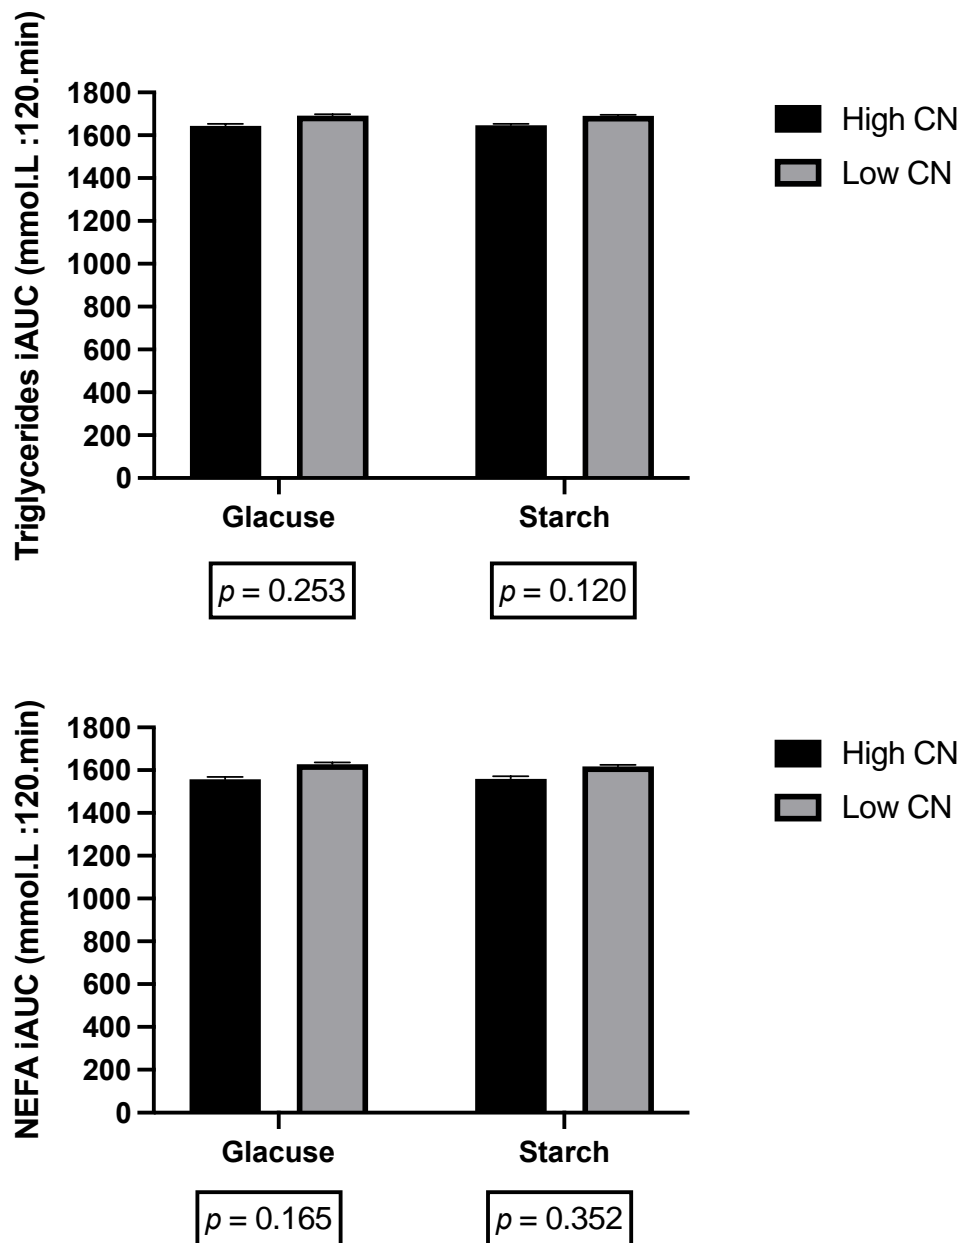 Triglycerides iAUC (mmol.L :120.min)
1800
1600
1400
1200
1000
800
600
400
200
0
Glacuse
Starch
High CN
Low CN
p = 0.253
p = 0.120
NEFA iAUC (mmol.L :120.min)
1800
1600
1400
1200
1000
800
600
400
200
0
Glacuse
Starch
High CN
Low CN
p = 0.165
p = 0.352